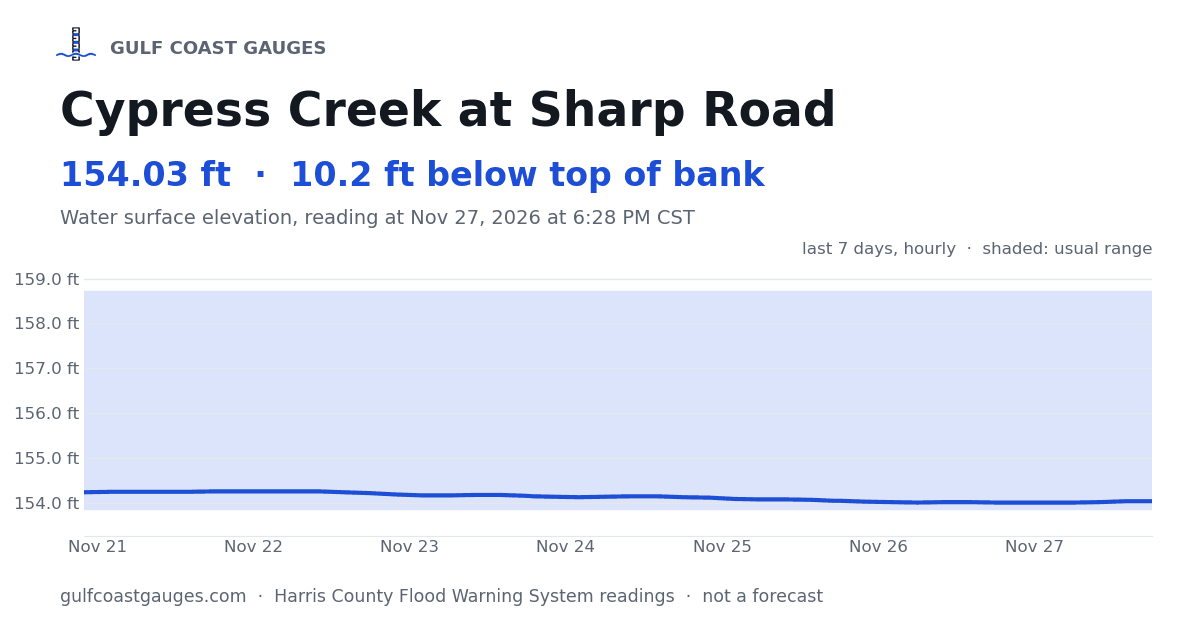 GULF COAST GAUGES
Cypress Creek at Sharp Road
154.03 ft · 10.2 ft below top of bank
Water surface elevation, reading at Nov 27, 2026 at 6:28 PM CST
last 7 days, hourly · shaded: usual range
159.0 ft
158.0 ft
157.0 ft
156.0 ft
155.0 ft
154.0 ft
Nov 21 Nov 22 Nov 23 Nov 24 Nov 25 Nov 26 Nov 27
gulfcoastgauges.com · Harris County Flood Warning System readings · not a forecast